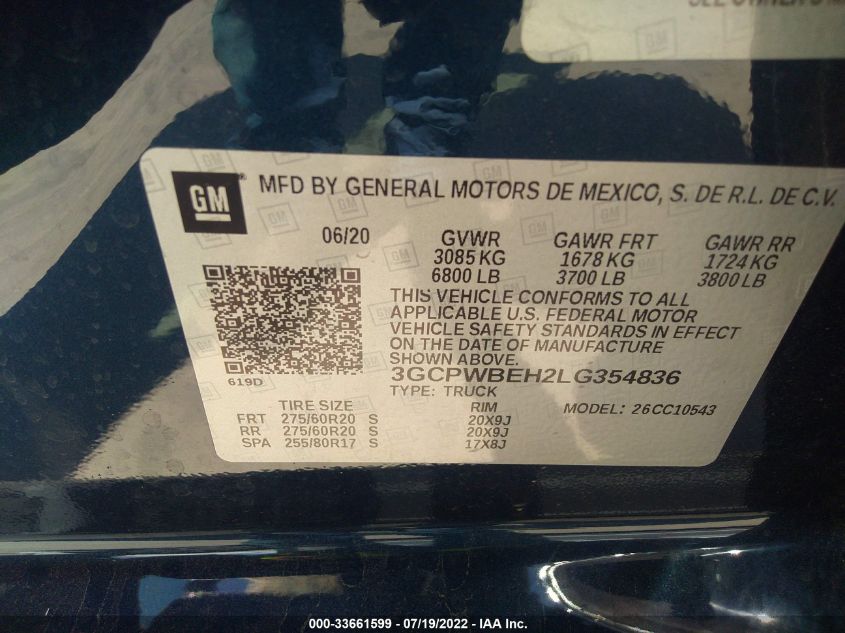 SEE OWNER'S
GM
MFD BY GENERAL MOTORS DE MEXICO, S. DE R.L. DE C.V.
06/20 GVWR GAWR FRT GAWR RR
3085 KG 1678 KG 1724 KG
6800 LB 3700 LB 3800 LB
THIS VEHICLE CONFORMS TO ALL
APPLICABLE U.S. FEDERAL MOTOR
VEHICLE SAFETY STANDARDS IN EFFECT
ON THE DATE OF MANUFACTURE
SHOWN ABOVE.
619D
3GCPWBEH2LG354836
TYPE: TRUCK
TIRE SIZE RIM MODEL: 26CC10543
FRT 275/60R20 S 20X9J
RR 275/60R20 S 20X9J
SPA 255/80R17 S 17X8J
000-33661599 - 07/19/2022 - IAA Inc.